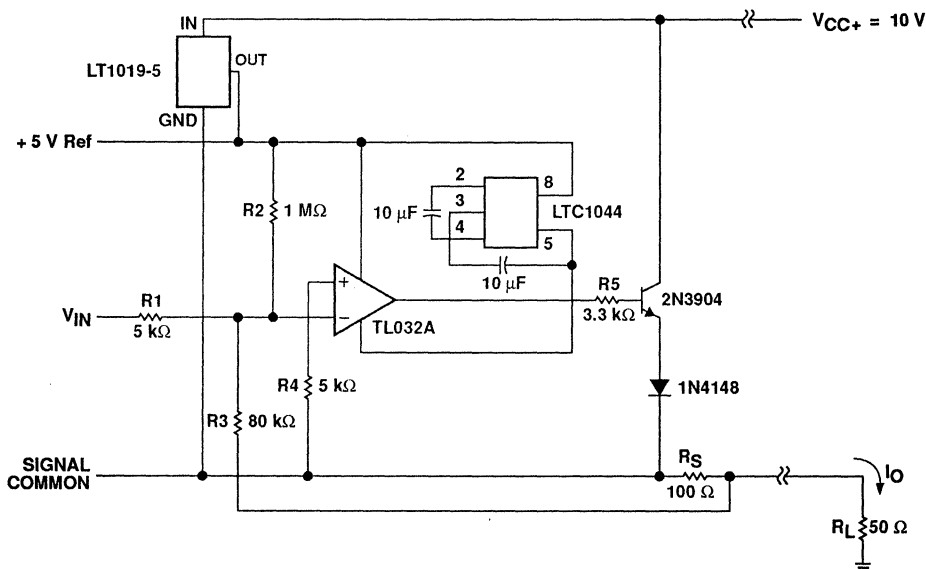 IN
V_CC+ = 10 V
LT1019-5
OUT
GND
+ 5 V Ref
2
8
3
LTC1044
10 μF
4
5
R2
1 MΩ
10 μF
R5
2N3904
3.3 kΩ
R1
V_IN
5 kΩ
+
−
TL032A
R4
5 kΩ
1N4148
R3
80 kΩ
SIGNAL
COMMON
R_S
100 Ω
I_O
R_L
50 Ω